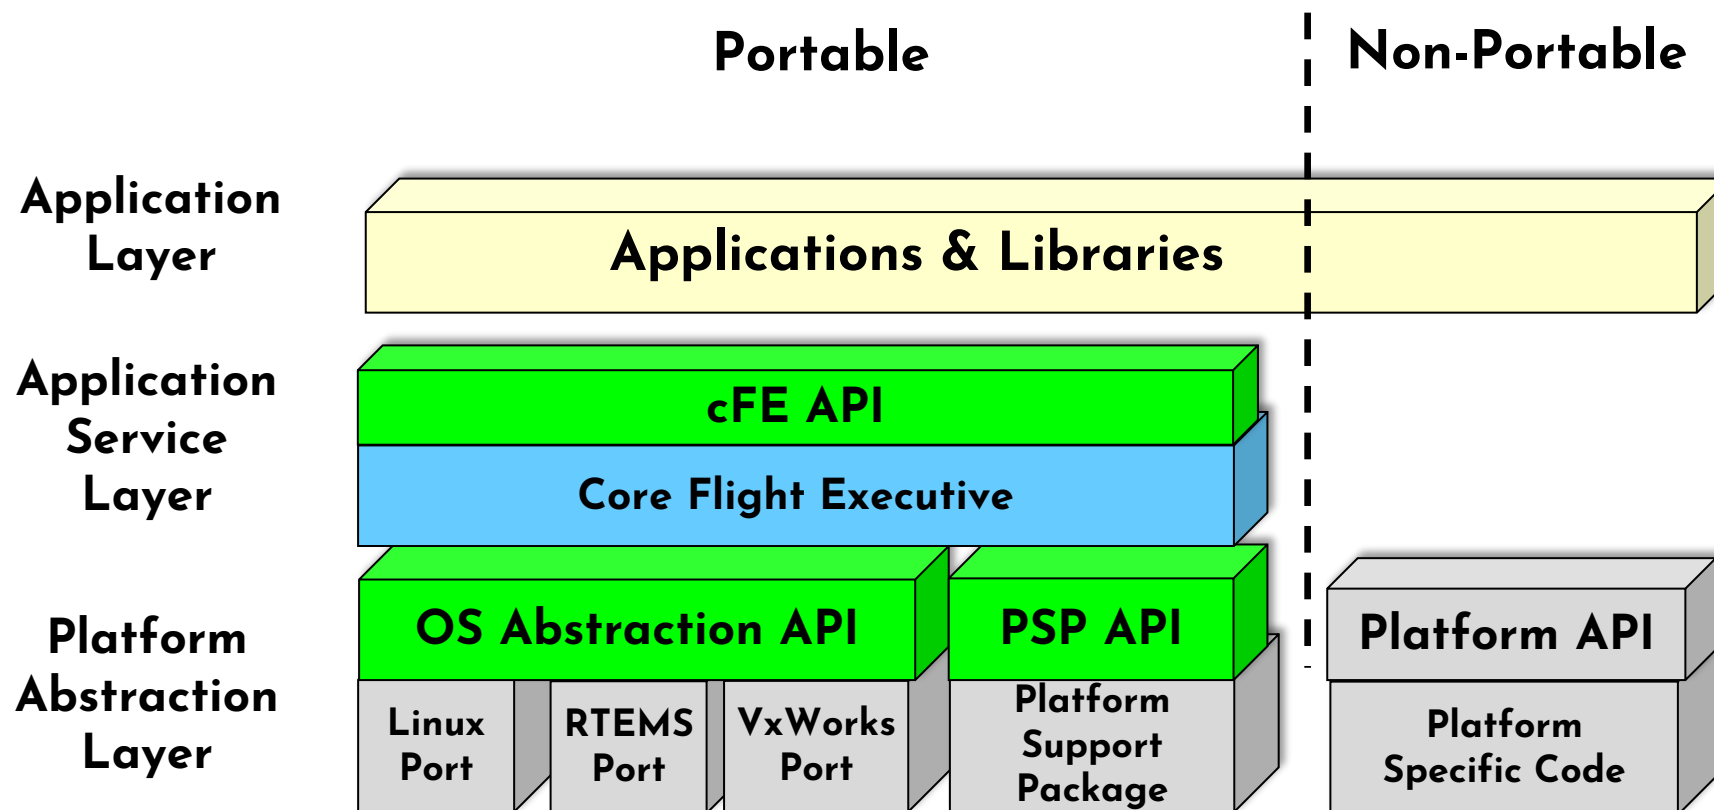 Portable
Non-Portable
Application
Layer
Applications & Libraries
Application
Service
Layer
cFE API
Core Flight Executive
Platform
Abstraction
Layer
OS Abstraction API
PSP API
Platform API
Linux
Port
RTEMS
Port
VxWorks
Port
Platform
Support
Package
Platform
Specific Code